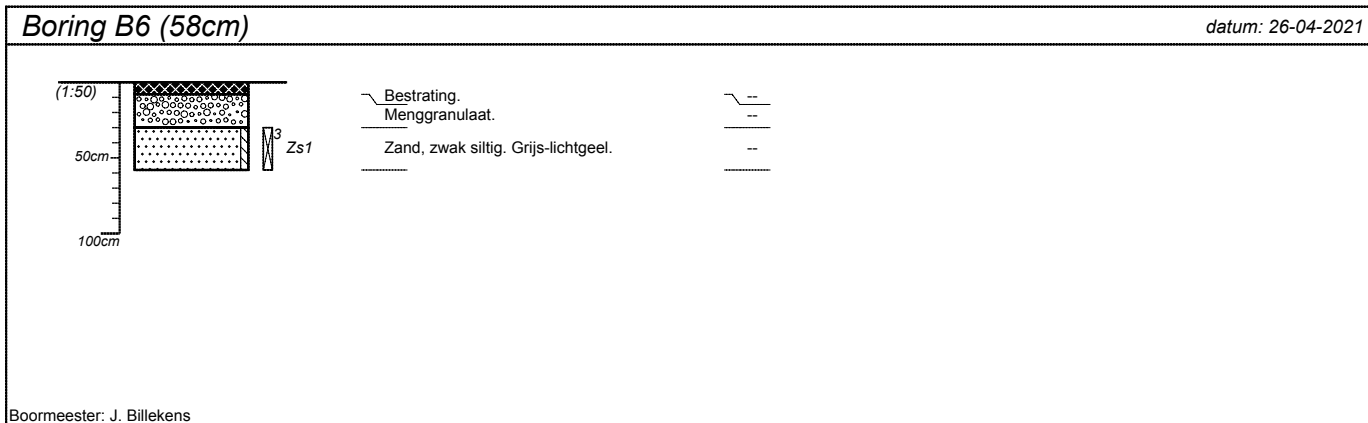 Boring B6 (58cm) datum: 26-04-2021
(1:50) Bestrating. --
Menggranulaat. --
3
50cm Zs1 Zand, zwak siltig. Grijs-lichtgeel. --
100cm
Boormeester: J. Billekens